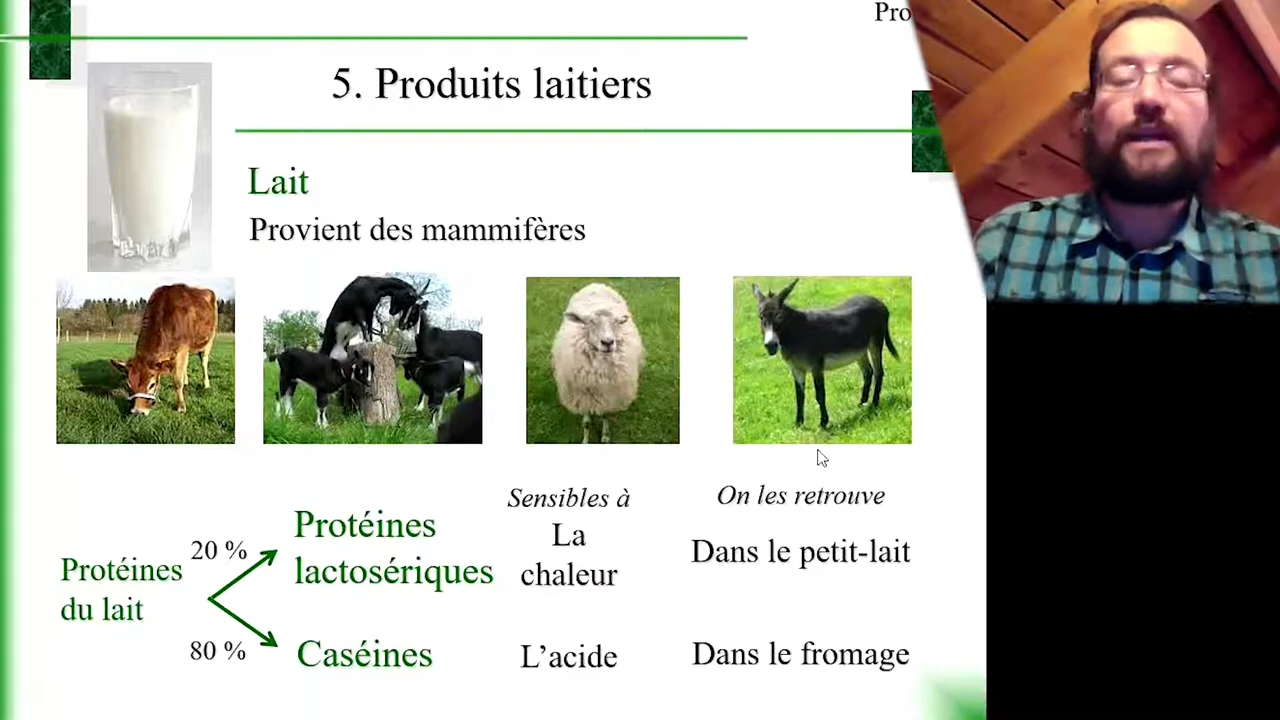 Pro
5. Produits laitiers
Lait
Provient des mammifères
Sensibles à
On les retrouve
Protéines
lactosériques
La
chaleur
Dans le petit-lait
20 %
Protéines
du lait
80 %
Caséines
L’acide
Dans le fromage